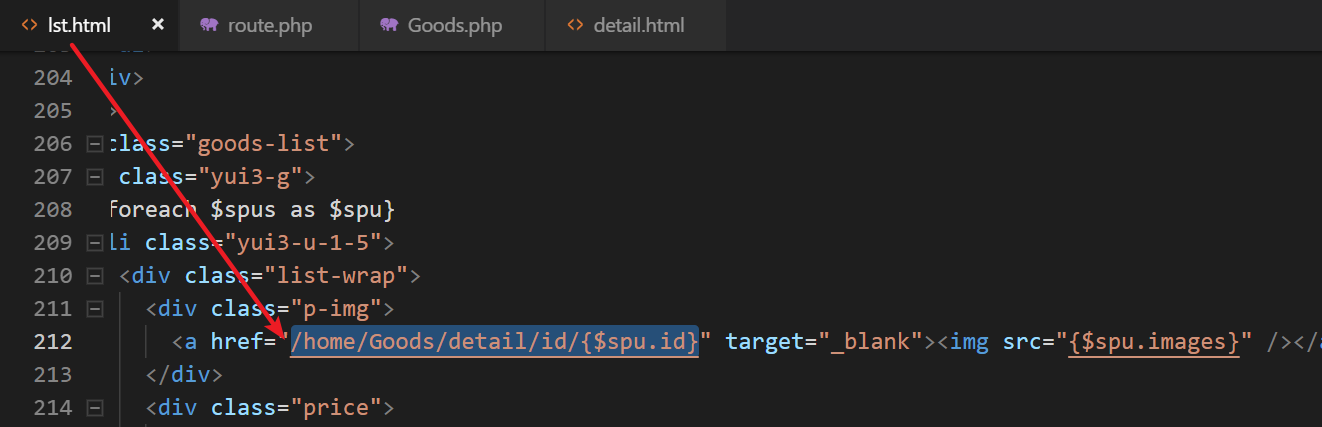 lst.html × route.php Goods.php detail.html
204 iv>
205 >
206 class="goods-list">
207 class="yui3-g">
208 foreach $spus as $spu}
209 li class="yui3-u-1-5">
210 <div class="list-wrap">
211 <div class="p-img">
212 <a href="/home/Goods/detail/id/{$spu.id}" target="_blank"><img src="{$spu.images}" /></a
213 </div>
214 <div class="price">